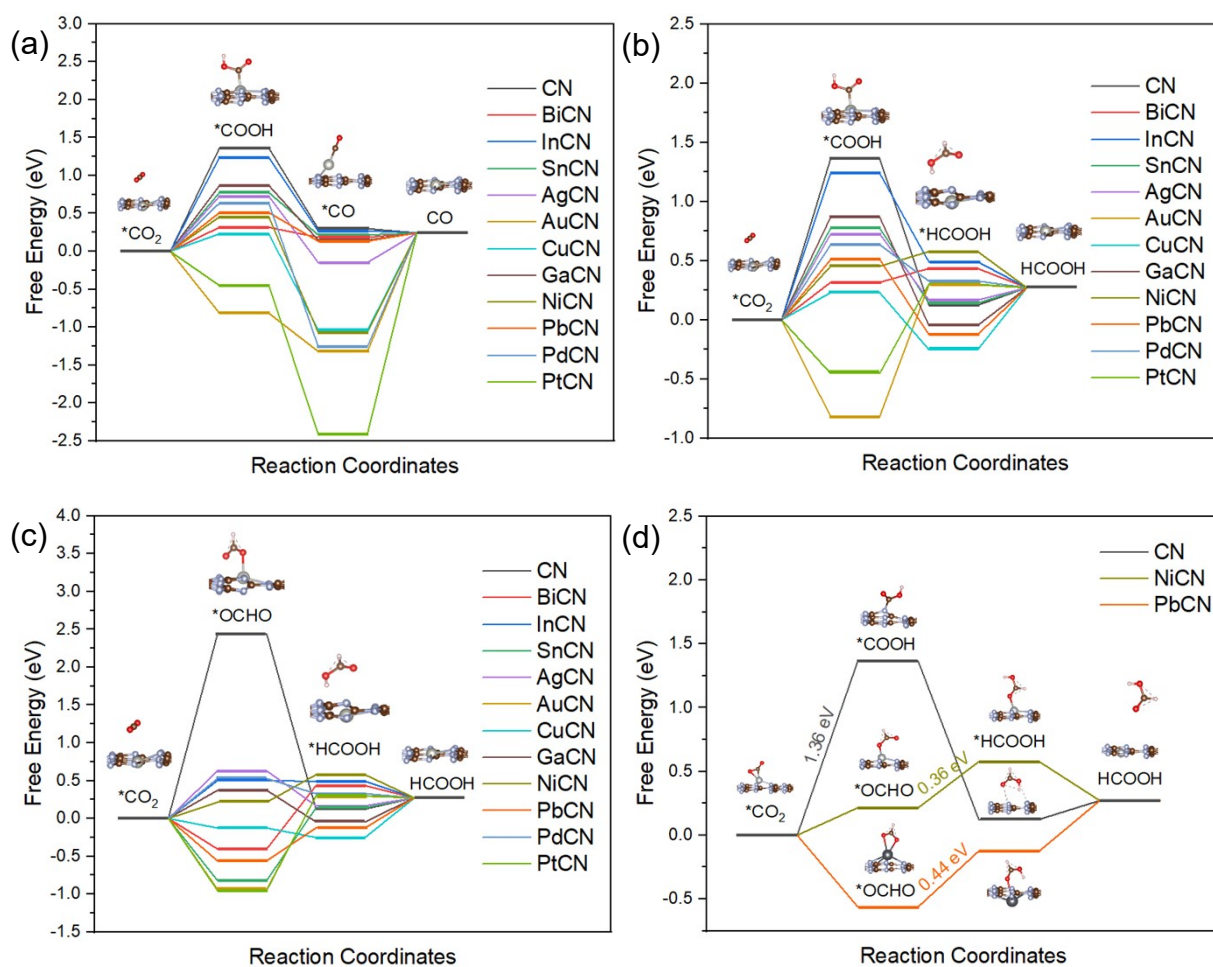 (a)
3.0
2.5
2.0
1.5
1.0
0.5
0.0
-0.5
-1.0
-1.5
-2.0
-2.5
Free Energy (eV)
Reaction Coordinates
*CO2
*COOH
*CO
CO
CN
BiCN
InCN
SnCN
AgCN
AuCN
CuCN
GaCN
NiCN
PbCN
PdCN
PtCN
(b)
2.5
2.0
1.5
1.0
0.5
0.0
-0.5
-1.0
Free Energy (eV)
Reaction Coordinates
*CO2
*COOH
*HCOOH
HCOOH
CN
BiCN
InCN
SnCN
AgCN
AuCN
CuCN
GaCN
NiCN
PbCN
PdCN
PtCN
(c)
4.0
3.5
3.0
2.5
2.0
1.5
1.0
0.5
0.0
-0.5
-1.0
-1.5
Free Energy (eV)
Reaction Coordinates
*CO2
*OCHO
*HCOOH
HCOOH
CN
BiCN
InCN
SnCN
AgCN
AuCN
CuCN
GaCN
NiCN
PbCN
PdCN
PtCN
(d)
2.5
2.0
1.5
1.0
0.5
0.0
-0.5
Free Energy (eV)
Reaction Coordinates
CN
NiCN
PbCN
*COOH
*HCOOH
HCOOH
1.36 eV
0.36 eV
*CO2
*OCHO
*OCHO
0.44 eV